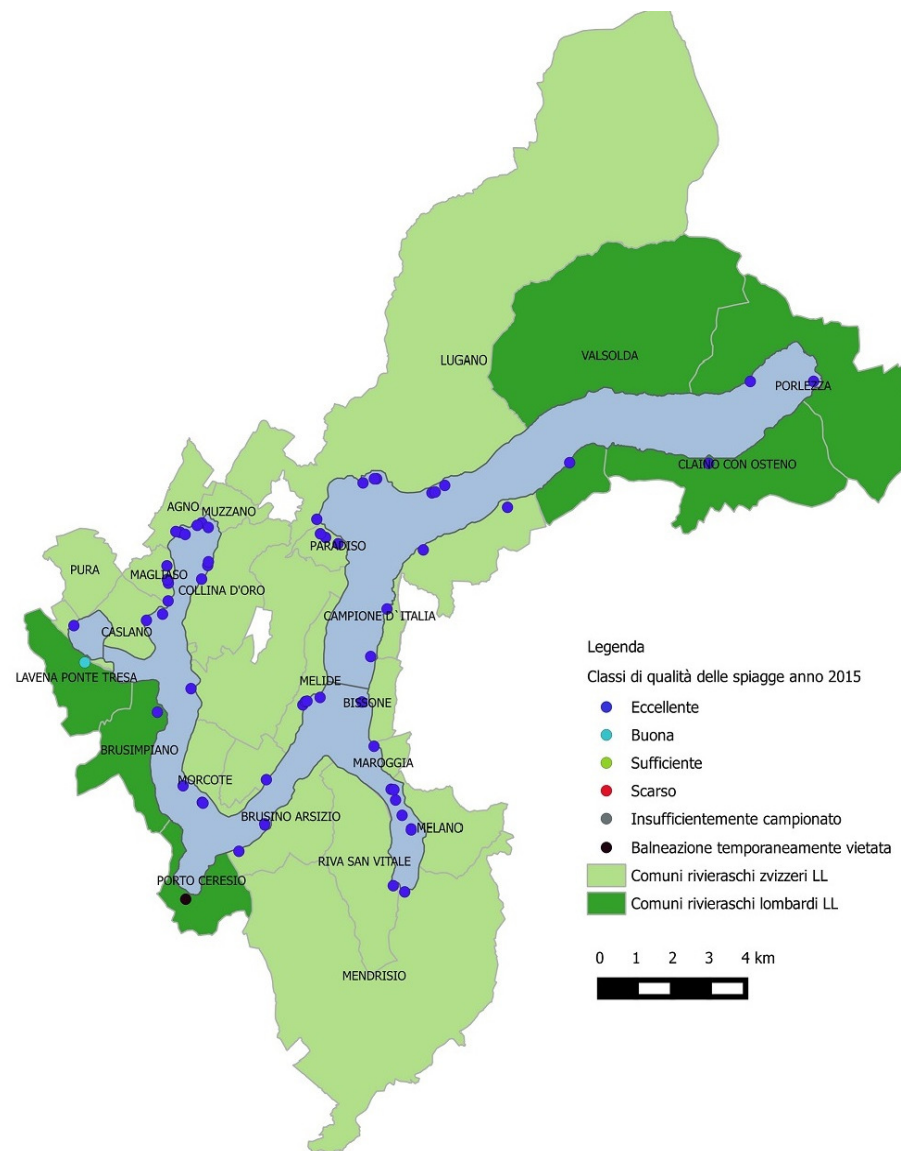 LUGANO
VALSOLDA
PORLEZZA
CLAINO CON OSTENO
AGNO
MUZZANO
PARADISO
PURA
MAGLIASO
COLLINA D'ORO
CAMPIONE D`ITALIA
CASLANO
LAVENA PONTE TRESA
MELIDE
BISSONE
BRUSIMPIANO
MAROGGIA
MORCOTE
BRUSINO ARSIZIO
MELANO
RIVA SAN VITALE
PORTO CERESIO
MENDRISIO
Legenda
Classi di qualità delle spiagge anno 2015
Eccellente
Buona
Sufficiente
Scarso
Insufficientemente campionato
Balneazione temporaneamente vietata
Comuni rivieraschi zvizzeri LL
Comuni rivieraschi lombardi LL
0 1 2 3 4 km